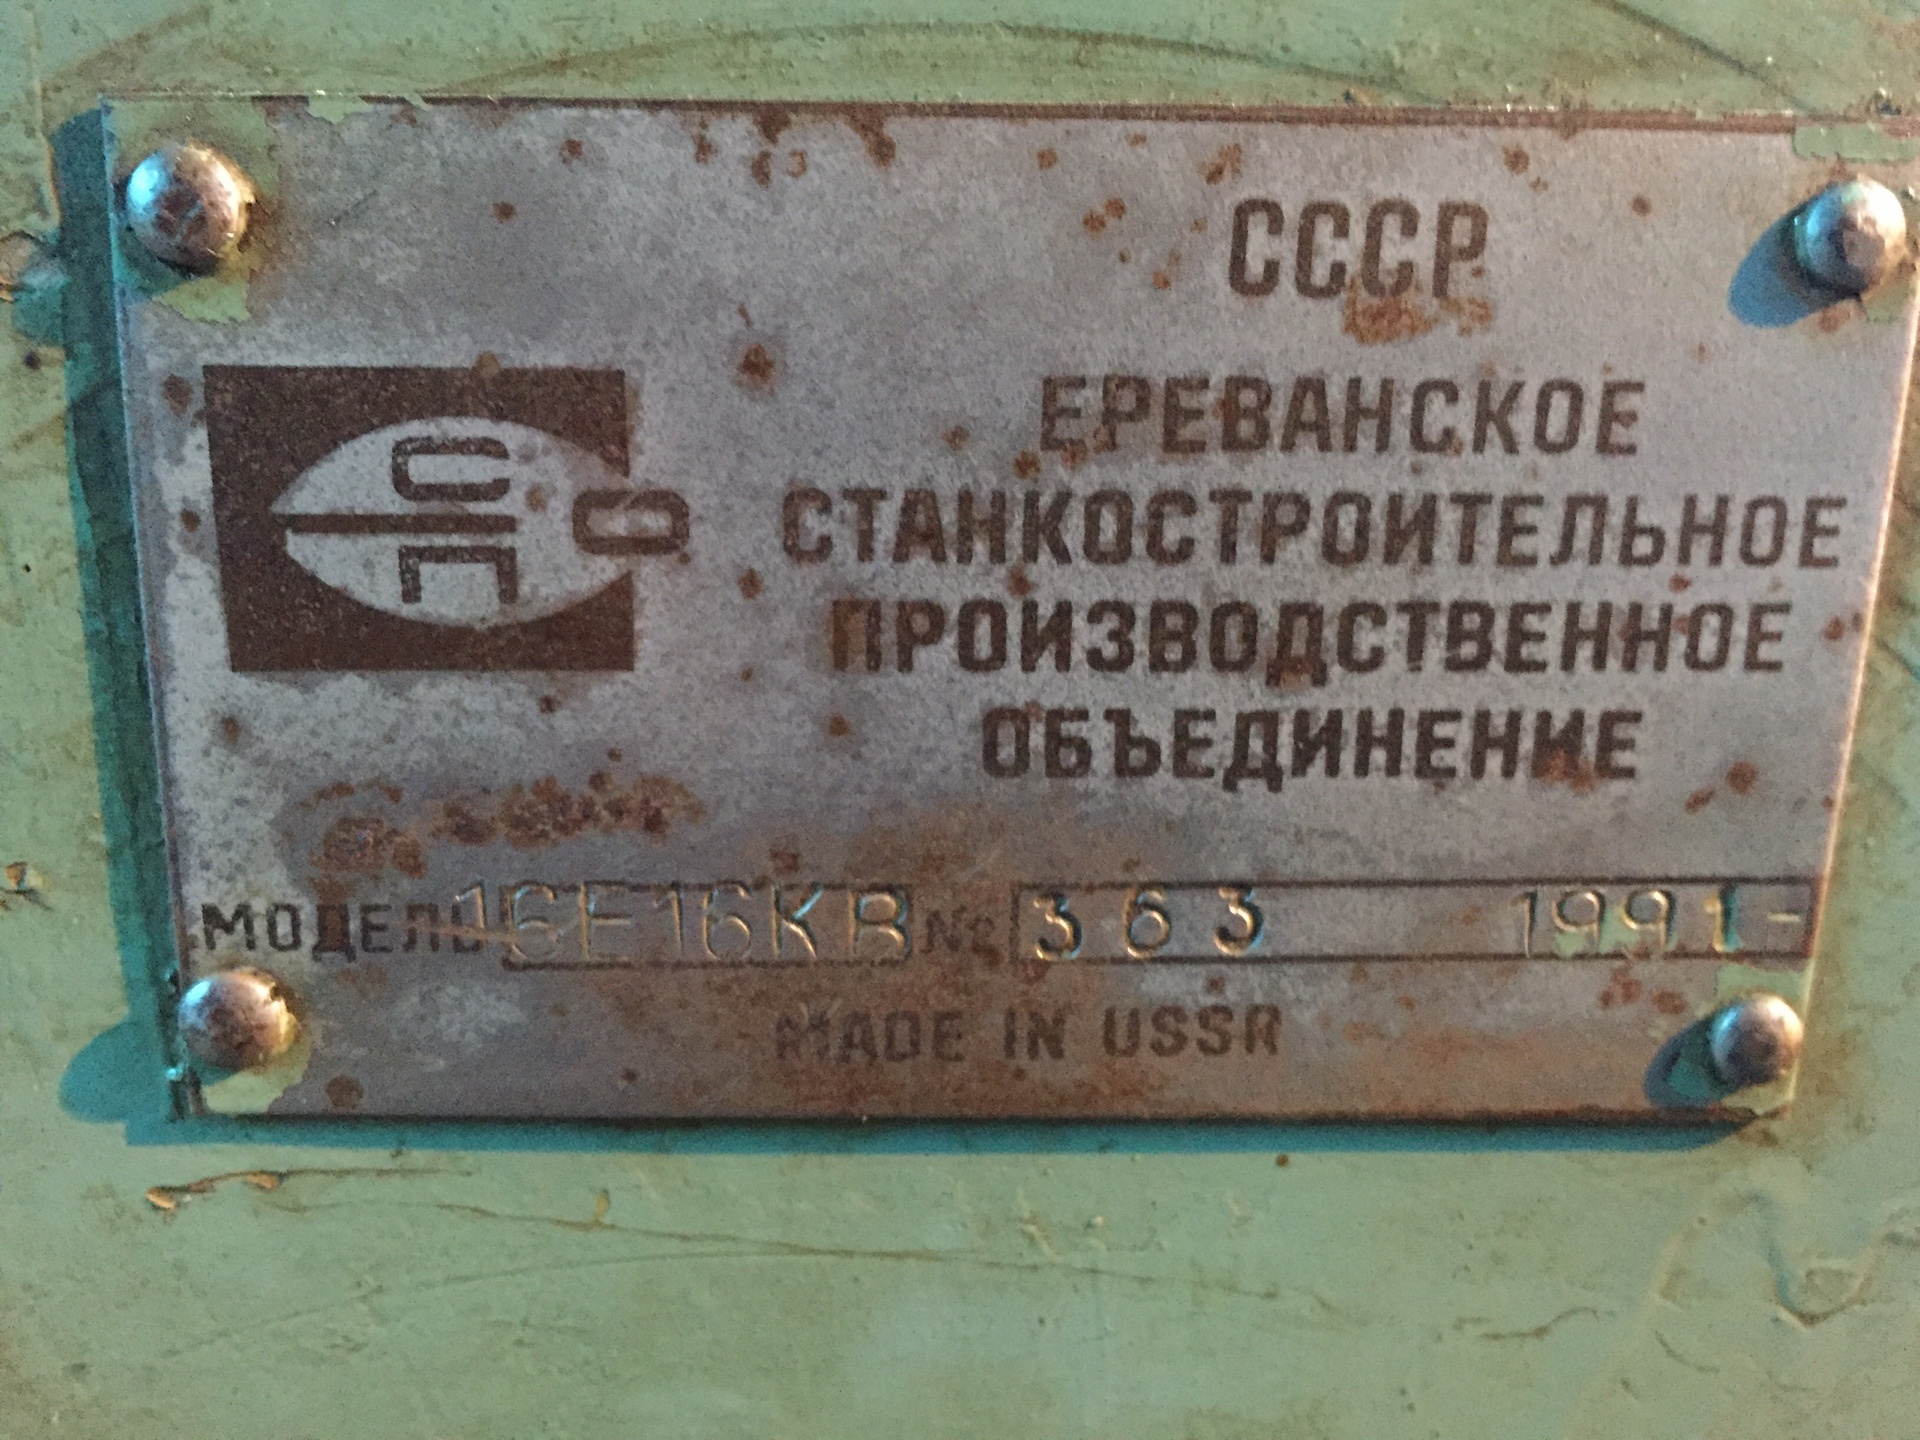 СССР
ЕРЕВАНСКОЕ
СТАНКОСТРОИТЕЛЬНОЕ
ПРОИЗВОДСТВЕННОЕ
ОБЪЕДИНЕНИЕ
МОДЕЛЬ 16Е16КВ № 363 1991-
MADE IN USSR